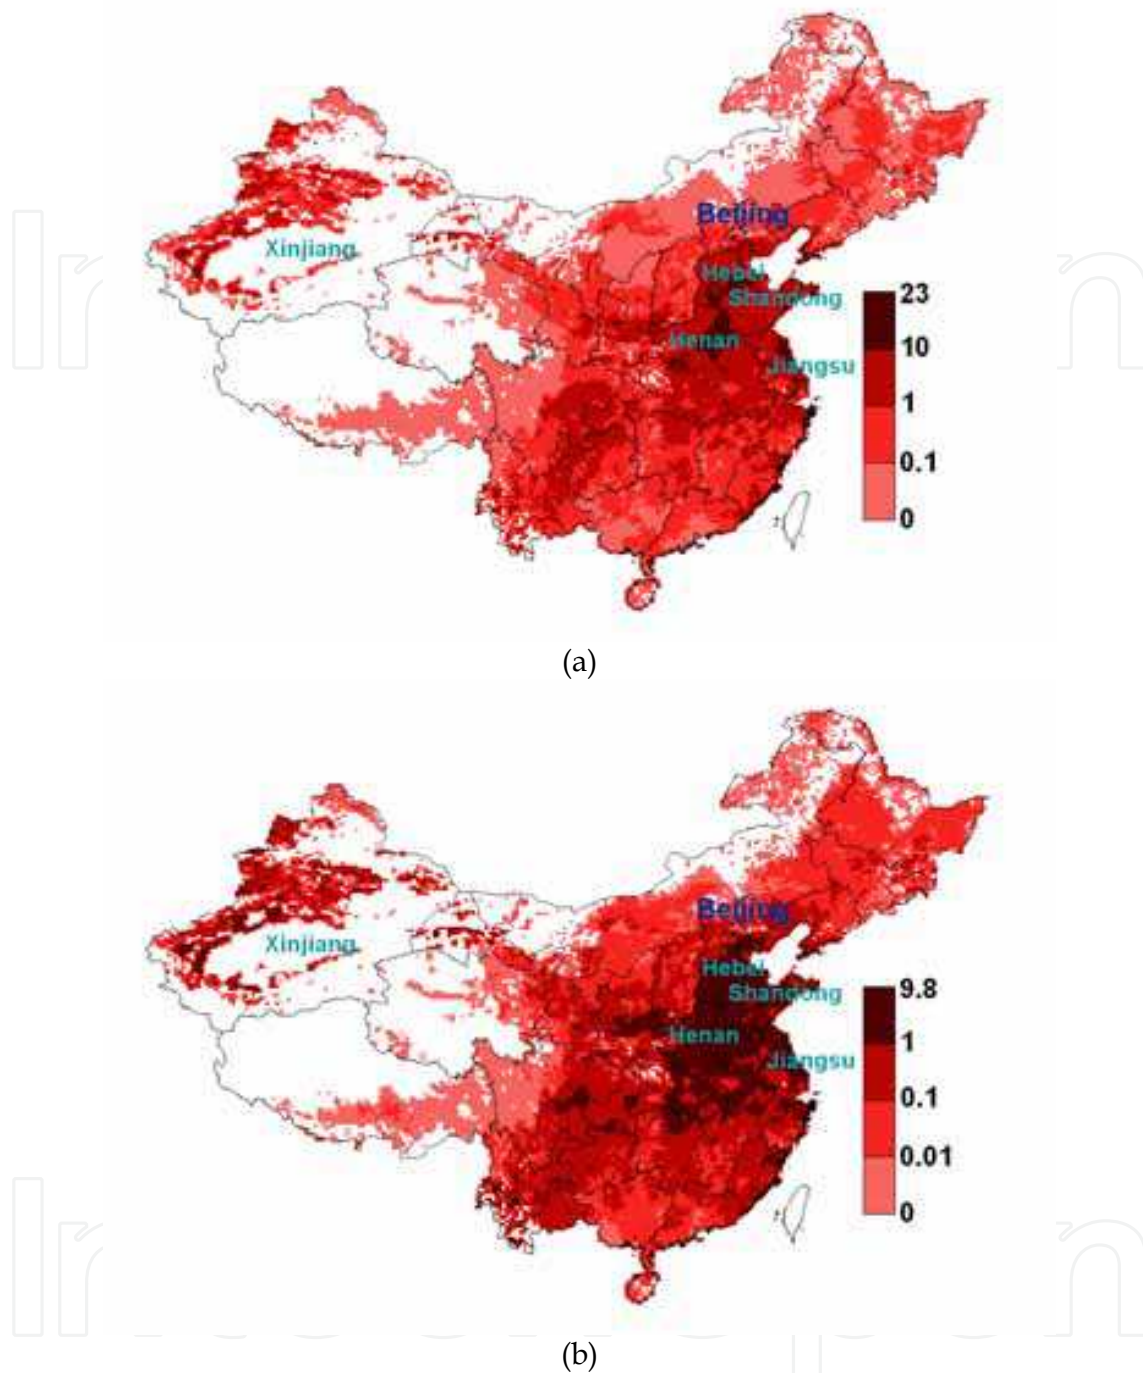 Beijing
Xinjiang
Hebei
Shandong
Henan
Jiangsu
23
10
1
0.1
0
(a)
Beijing
Xinjiang
Hebei
Shandong
Henan
Jiangsu
9.8
1
0.1
0.01
0
(b)